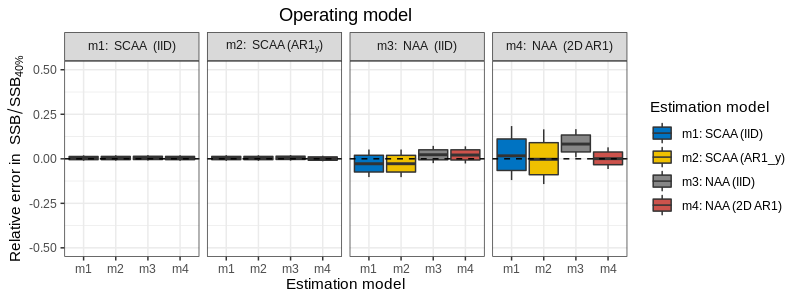 Operating model
m1: SCAA (IID)
m2: SCAA (AR1y)
m3: NAA (IID)
m4: NAA (2D AR1)
Relative error in SSB/SSB40%
0.50
0.25
0.00
-0.25
-0.50
m1 m2 m3 m4
m1 m2 m3 m4
m1 m2 m3 m4
m1 m2 m3 m4
Estimation model
Estimation model
m1: SCAA (IID)
m2: SCAA (AR1_y)
m3: NAA (IID)
m4: NAA (2D AR1)